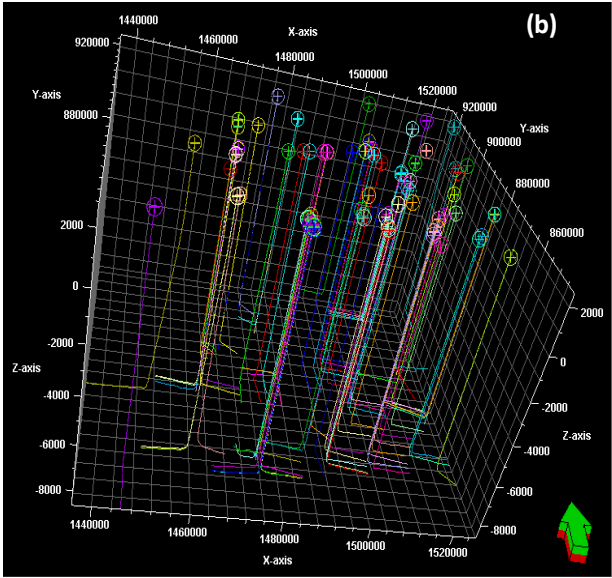 (b)
1440000 1460000 X-axis 1480000 1500000 1520000
920000 920000
Y-axis Y-axis
880000 900000
880000
860000
2000 2000
0 0
-2000 -2000
Z-axis Z-axis
-4000 -4000
-6000 -6000
-8000 -8000
1440000 1460000 1480000 1500000 1520000
X-axis